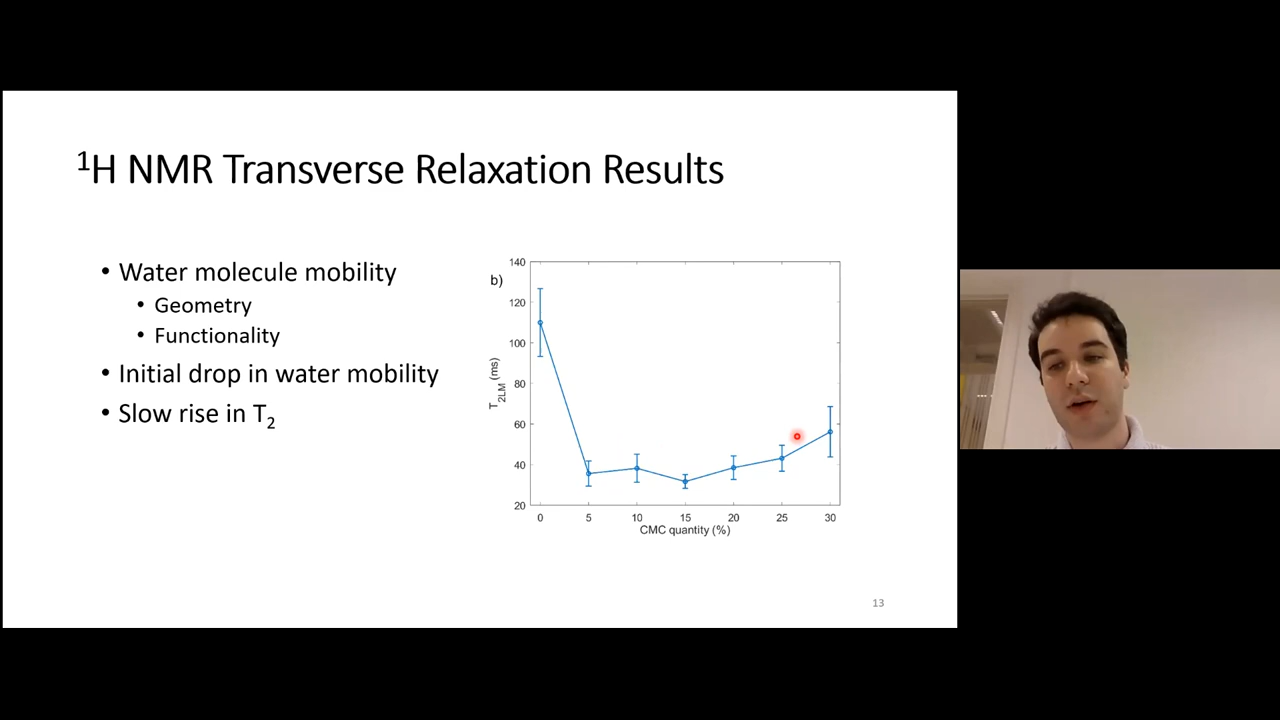 ¹H NMR Transverse Relaxation Results
• Water molecule mobility
• Geometry
• Functionality
• Initial drop in water mobility
• Slow rise in T₂
b)
140
120
100
80
60
40
20
T₂LM (ms)
0 5 10 15 20 25 30
CMC quantity (%)
13